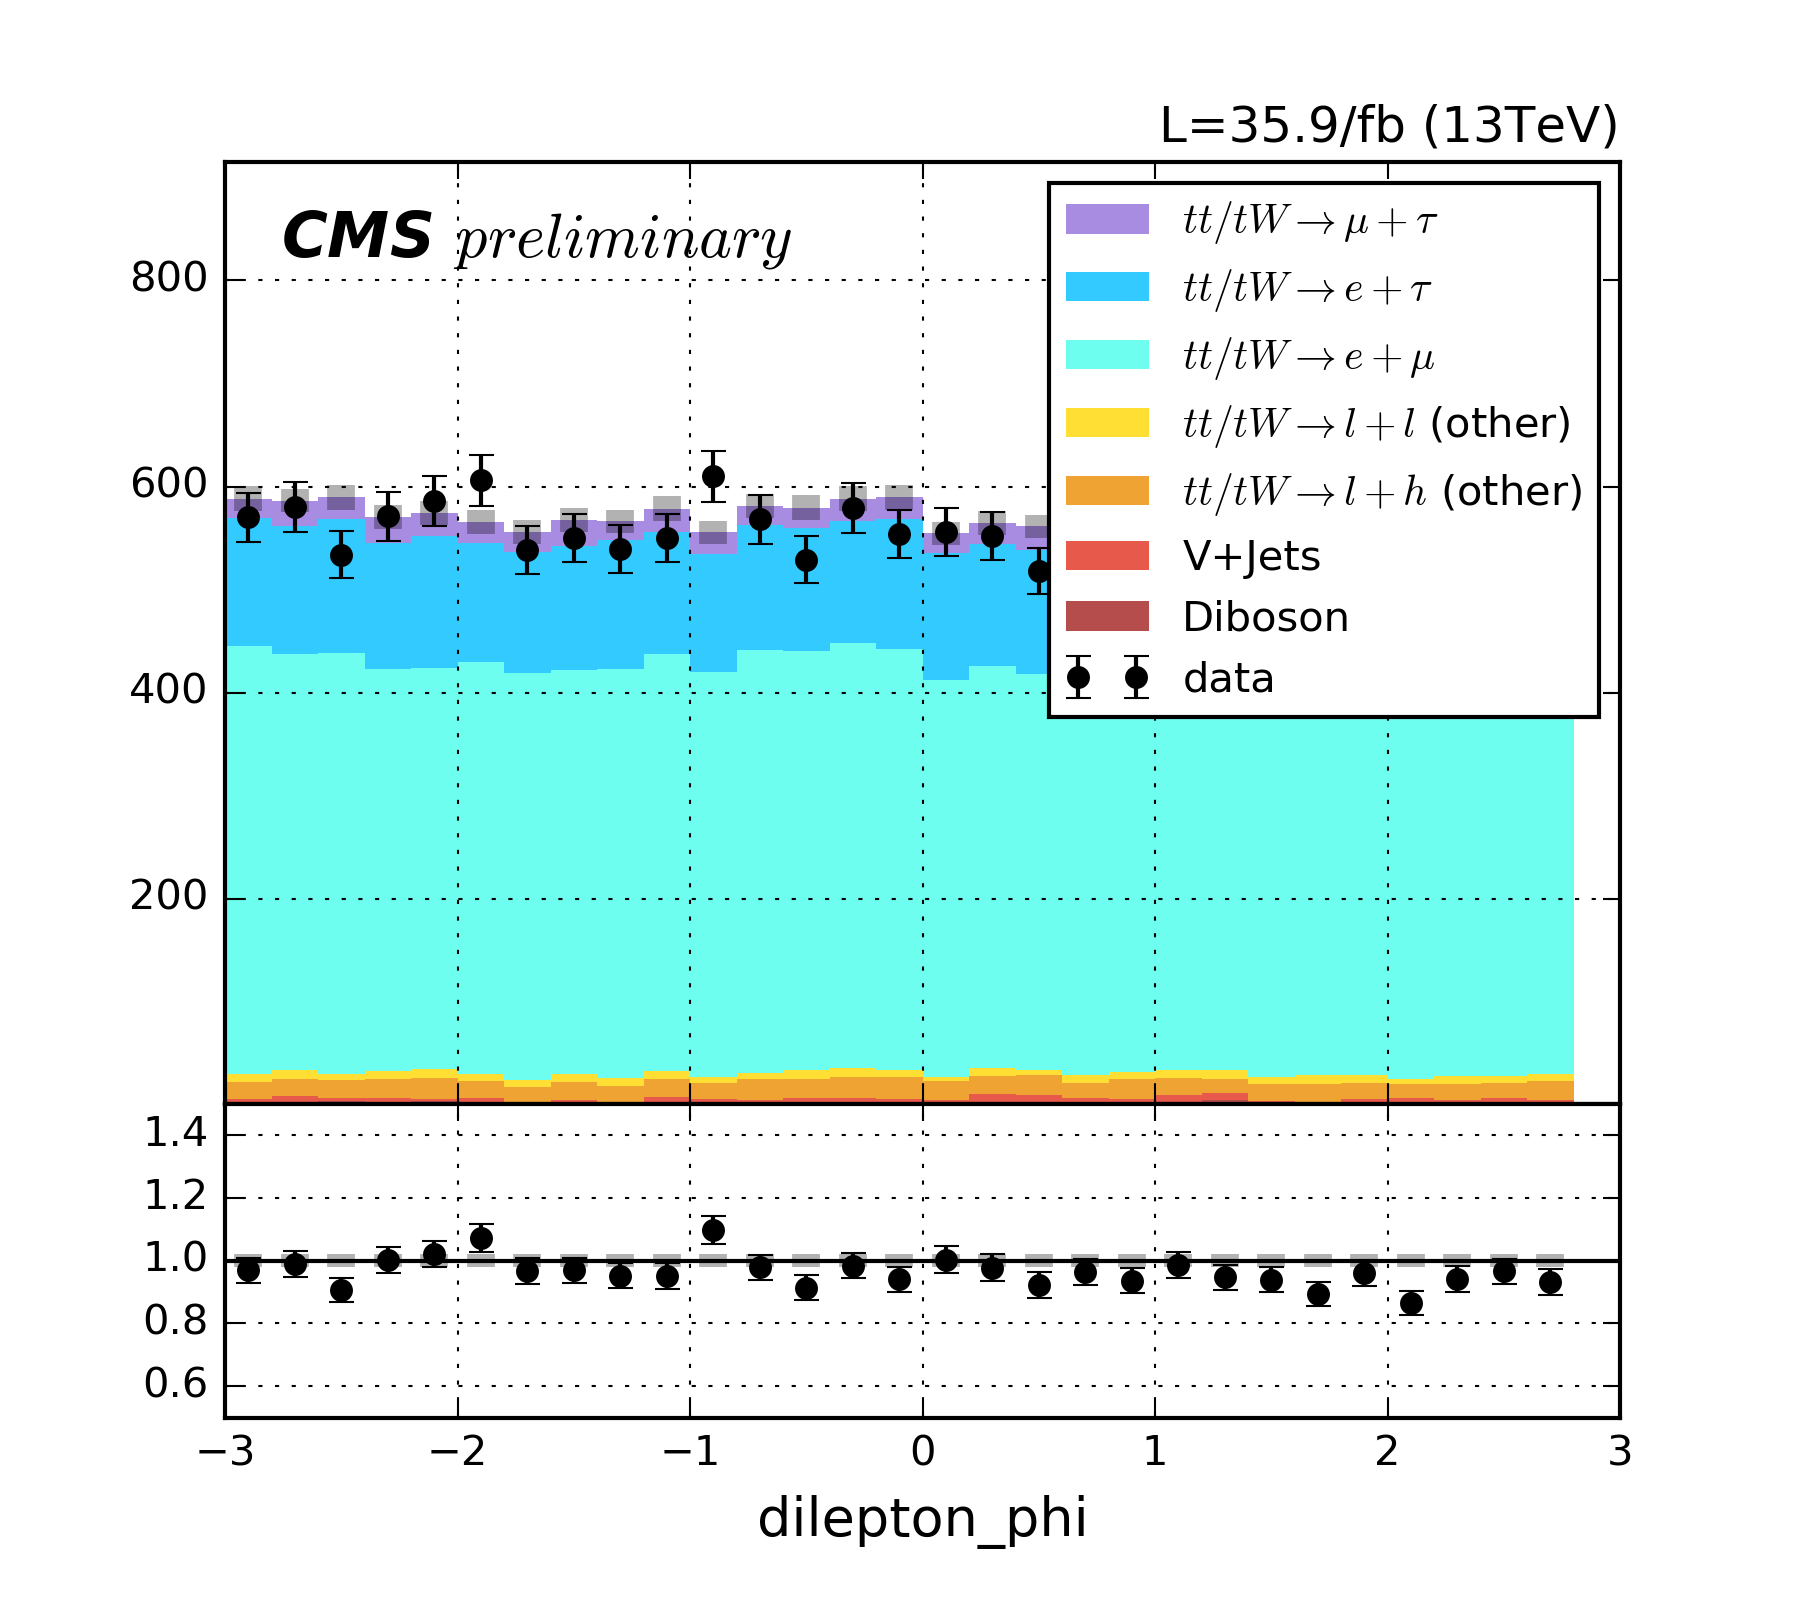 L=35.9/fb (13TeV)
CMS preliminary
tt/tW → μ + τ
tt/tW → e + τ
tt/tW → e + μ
tt/tW → l + l (other)
tt/tW → l + h (other)
V+Jets
Diboson
data
800
600
400
200
1.4
1.2
1.0
0.8
0.6
−3 −2 −1 0 1 2 3
dilepton_phi